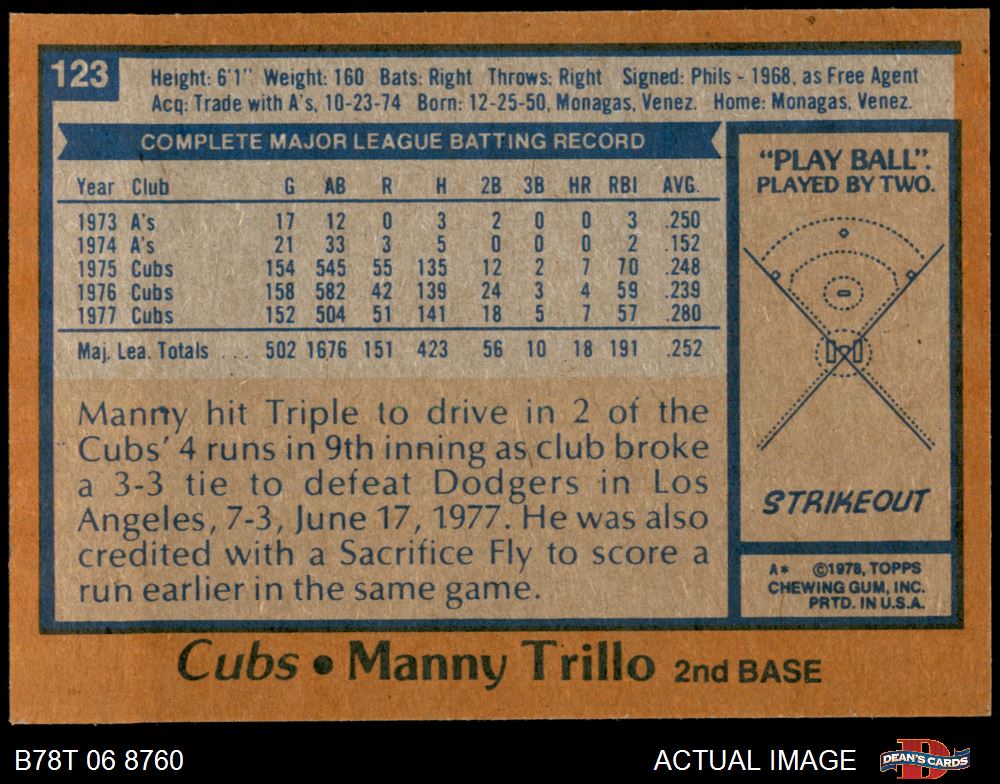 123
Height: 6'1" Weight: 160 Bats: Right Throws: Right Signed: Phils - 1968, as Free Agent
Acq: Trade with A's, 10-23-74 Born: 12-25-50, Monagas, Venez. Home: Monagas, Venez.
COMPLETE MAJOR LEAGUE BATTING RECORD
Year Club G AB R H 2B 3B HR RBI AVG.
1973 A's 17 12 0 3 2 0 0 3 .250
1974 A's 21 33 3 5 0 0 0 2 .152
1975 Cubs 154 545 55 135 12 2 7 70 .248
1976 Cubs 158 582 42 139 24 3 4 59 .239
1977 Cubs 152 504 51 141 18 5 7 57 .280
Maj. Lea. Totals ... 502 1676 151 423 56 10 18 191 .252
Manny hit Triple to drive in 2 of the
Cubs' 4 runs in 9th inning as club broke
a 3-3 tie to defeat Dodgers in Los
Angeles, 7-3, June 17, 1977. He was also
credited with a Sacrifice Fly to score a
run earlier in the same game.
"PLAY BALL".
PLAYED BY TWO.
STRIKEOUT
A* ©1978, TOPPS
CHEWING GUM, INC.
PRTD. IN U.S.A.
Cubs • Manny Trillo 2nd BASE
B78T 06 8760 ACTUAL IMAGE
D
DEAN'S CARDS